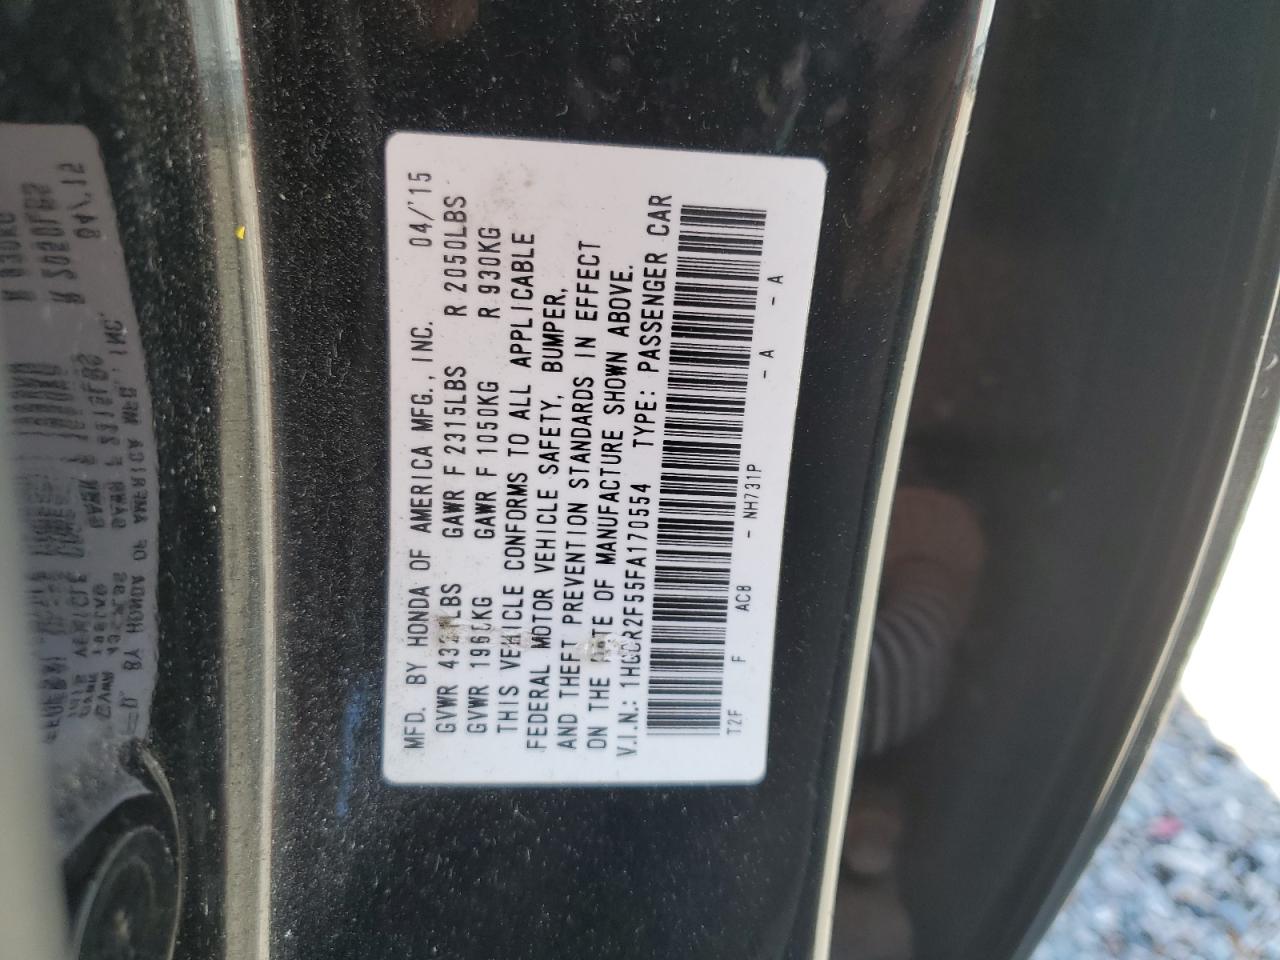 MFD. BY HONDA OF AMERICA MFG., INC. 04/'15
GVWR LBS GAWR F 2315LBS R 2050LBS
GVWR KG GAWR F 1050KG R 930KG
THIS VEHICLE CONFORMS TO ALL APPLICABLE
FEDERAL MOTOR VEHICLE SAFETY, BUMPER,
AND THEFT PREVENTION STANDARDS IN EFFECT
ON THE DATE OF MANUFACTURE SHOWN ABOVE.
V.I.N.: 1HGCR2F55FA170554 TYPE: PASSENGER CAR
T2F F AC8 - NH731P - A - A